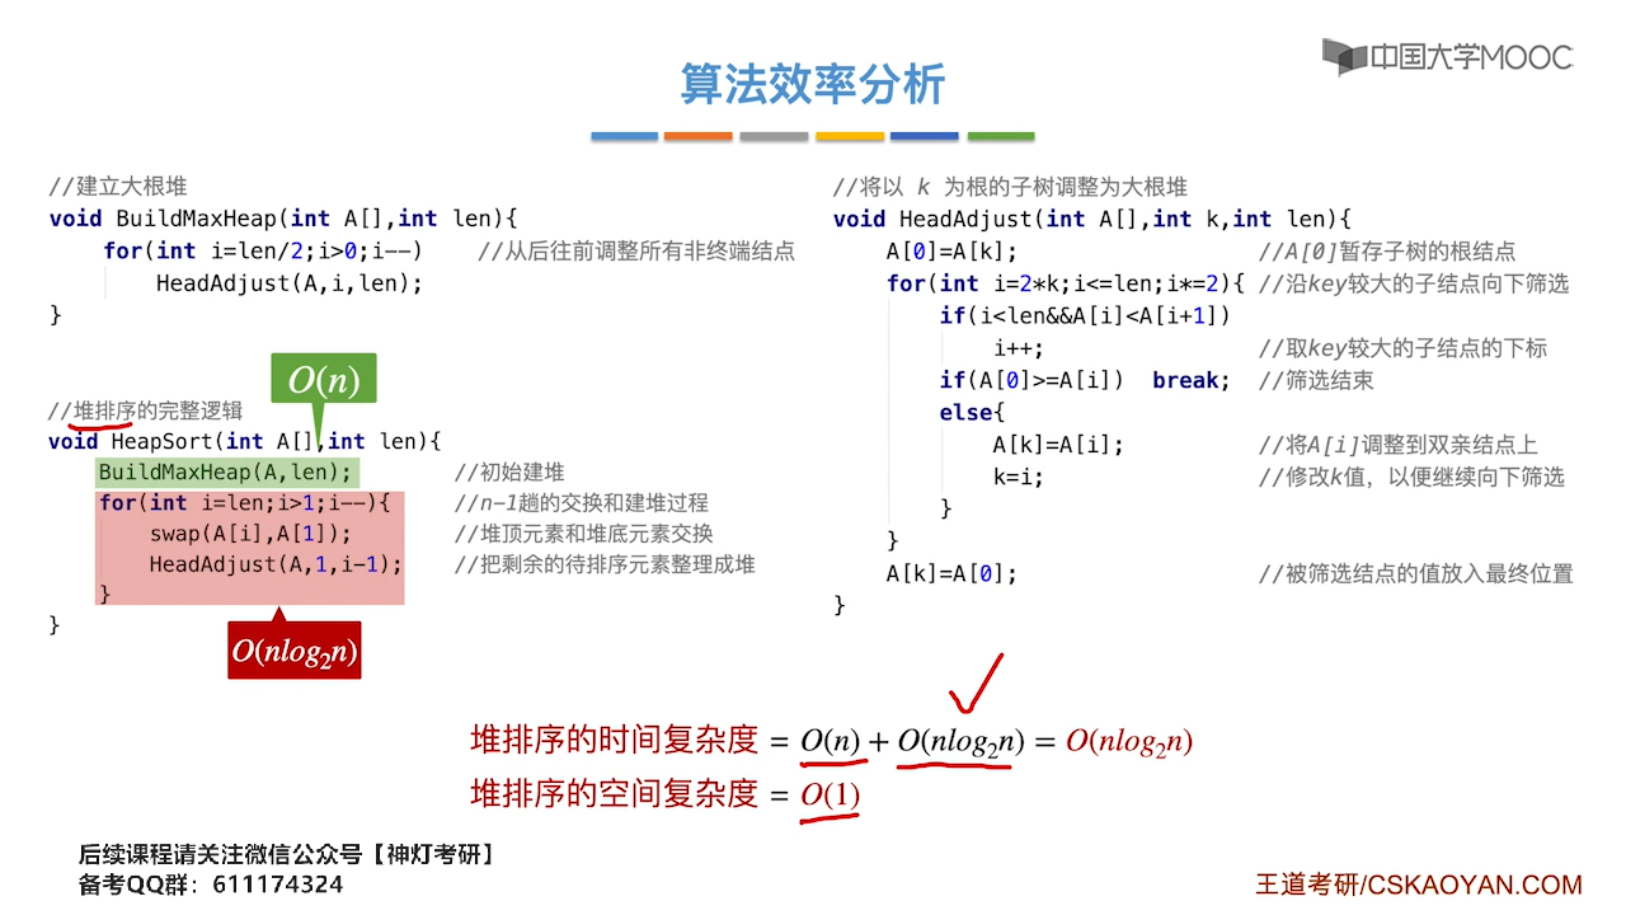 中国大学MOOC
算法效率分析
//建立大根堆
void BuildMaxHeap(int A[],int len){
for(int i=len/2;i>0;i--) //从后往前调整所有非终端结点
HeadAdjust(A,i,len);
}
O(n)
//堆排序的完整逻辑
void HeapSort(int A[],int len){
BuildMaxHeap(A,len); //初始建堆
for(int i=len;i>1;i--){ //n-1趟的交换和建堆过程
swap(A[i],A[1]); //堆顶元素和堆底元素交换
HeadAdjust(A,1,i-1); //把剩余的待排序元素整理成堆
}
}
O(nlog₂n)
//将以 k 为根的子树调整为大根堆
void HeadAdjust(int A[],int k,int len){
A[0]=A[k]; //A[0]暂存子树的根结点
for(int i=2*k;i<=len;i*=2){ //沿key较大的子结点向下筛选
if(i<len&&A[i]<A[i+1])
i++; //取key较大的子结点的下标
if(A[0]>=A[i]) break; //筛选结束
else{
A[k]=A[i]; //将A[i]调整到双亲结点上
k=i; //修改k值，以便继续向下筛选
}
}
A[k]=A[0]; //被筛选结点的值放入最终位置
}
堆排序的时间复杂度 = O(n) + O(nlog₂n) = O(nlog₂n)
堆排序的空间复杂度 = O(1)
后续课程请关注微信公众号【神灯考研】
备考QQ群：611174324
王道考研/CSKAOYAN.COM